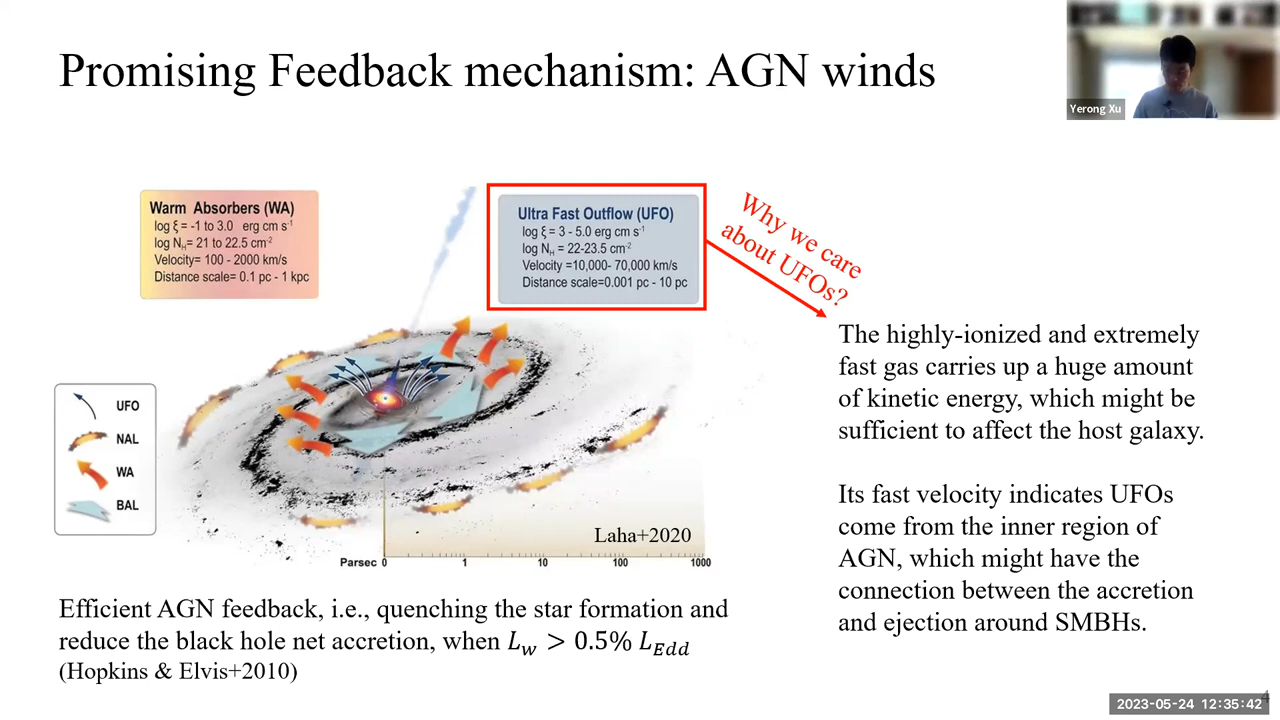 Promising Feedback mechanism: AGN winds
Yerong Xu
Warm Absorbers (WA)
log ξ = -1 to 3.0 erg cm s⁻¹
log N_H= 21 to 22.5 cm⁻²
Velocity= 100 - 2000 km/s
Distance scale= 0.1 pc - 1 kpc
Ultra Fast Outflow (UFO)
log ξ = 3 - 5.0 erg cm s⁻¹
log N_H = 22-23.5 cm⁻²
Velocity =10,000- 70,000 km/s
Distance scale=0.001 pc - 10 pc
Why we care
about UFOs?
The highly-ionized and extremely
fast gas carries up a huge amount
of kinetic energy, which might be
sufficient to affect the host galaxy.
Its fast velocity indicates UFOs
come from the inner region of
AGN, which might have the
connection between the accretion
and ejection around SMBHs.
UFO
NAL
WA
BAL
Laha+2020
Parsec 0 1 10 100 1000
Efficient AGN feedback, i.e., quenching the star formation and
reduce the black hole net accretion, when L_w > 0.5% L_Edd
(Hopkins & Elvis+2010)
4
2023-05-24 12:35:42